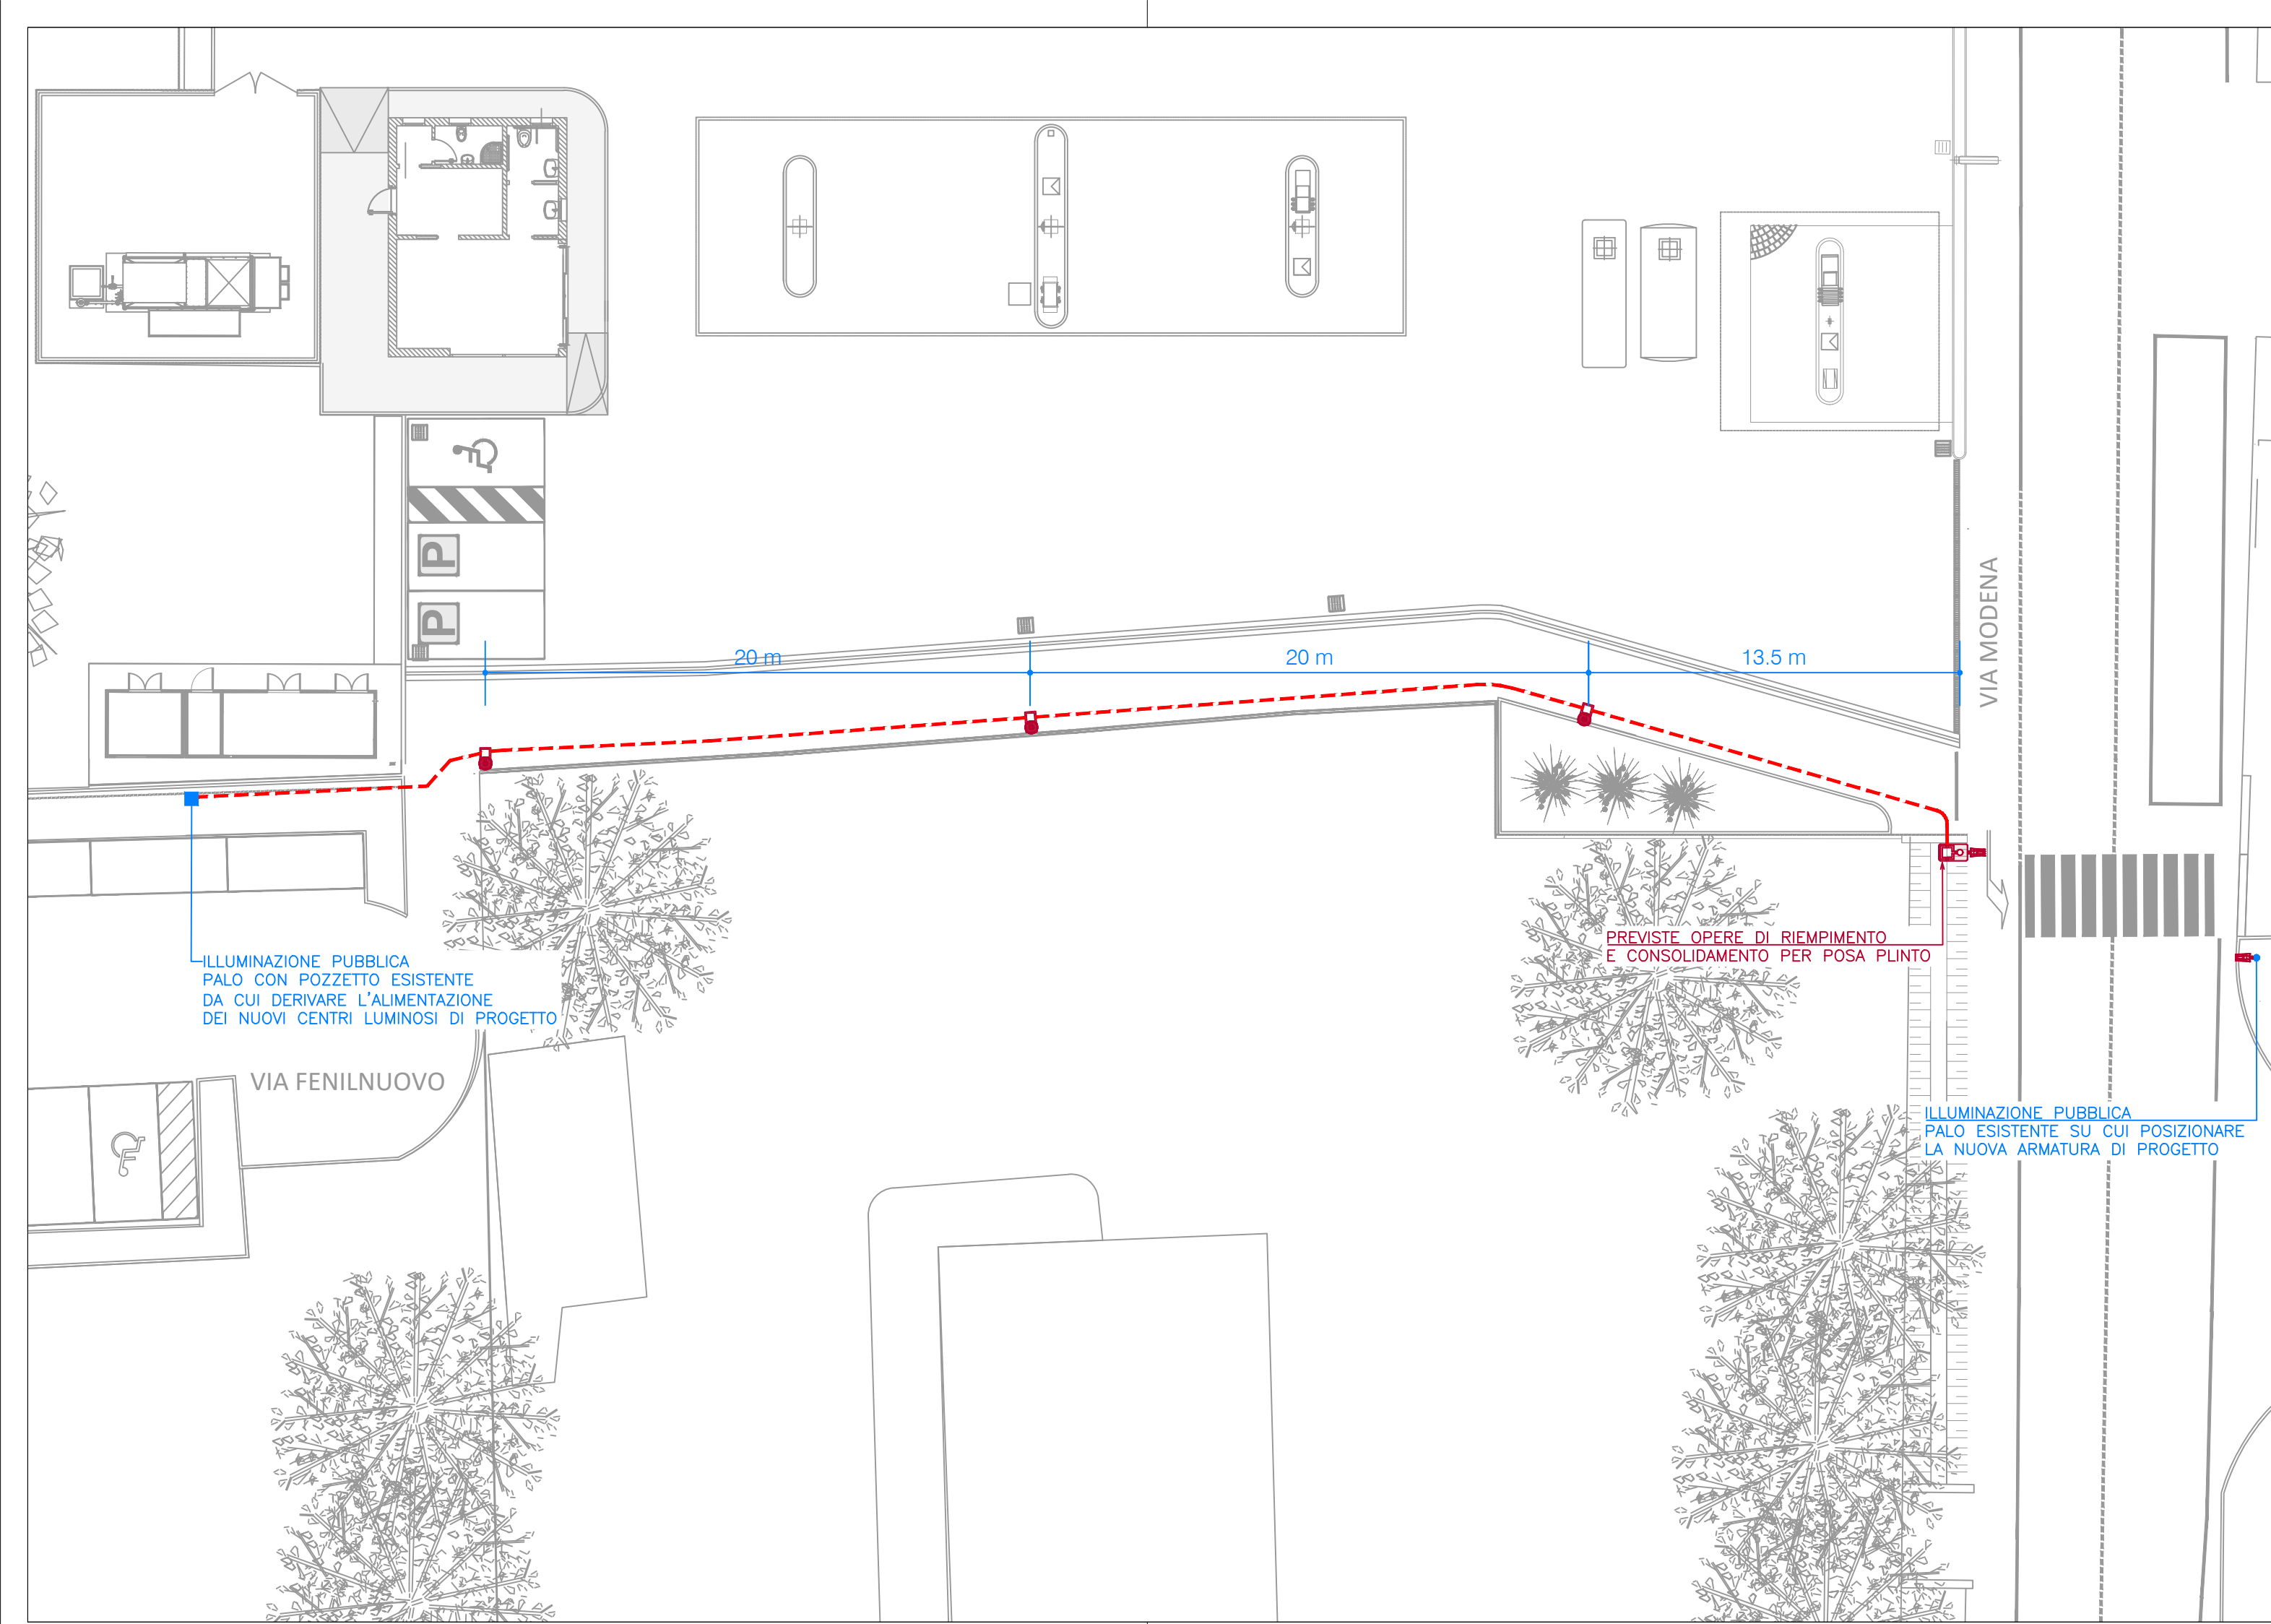 P
P
20 m
20 m
13.5 m
VIA MODENA
PREVISTE OPERE DI RIEMPIMENTO
E CONSOLIDAMENTO PER POSA PLINTO
ILLUMINAZIONE PUBBLICA
PALO CON POZZETTO ESISTENTE
DA CUI DERIVARE L'ALIMENTAZIONE
DEI NUOVI CENTRI LUMINOSI DI PROGETTO
VIA FENILNUOVO
ILLUMINAZIONE PUBBLICA
PALO ESISTENTE SU CUI POSIZIONARE
LA NUOVA ARMATURA DI PROGETTO